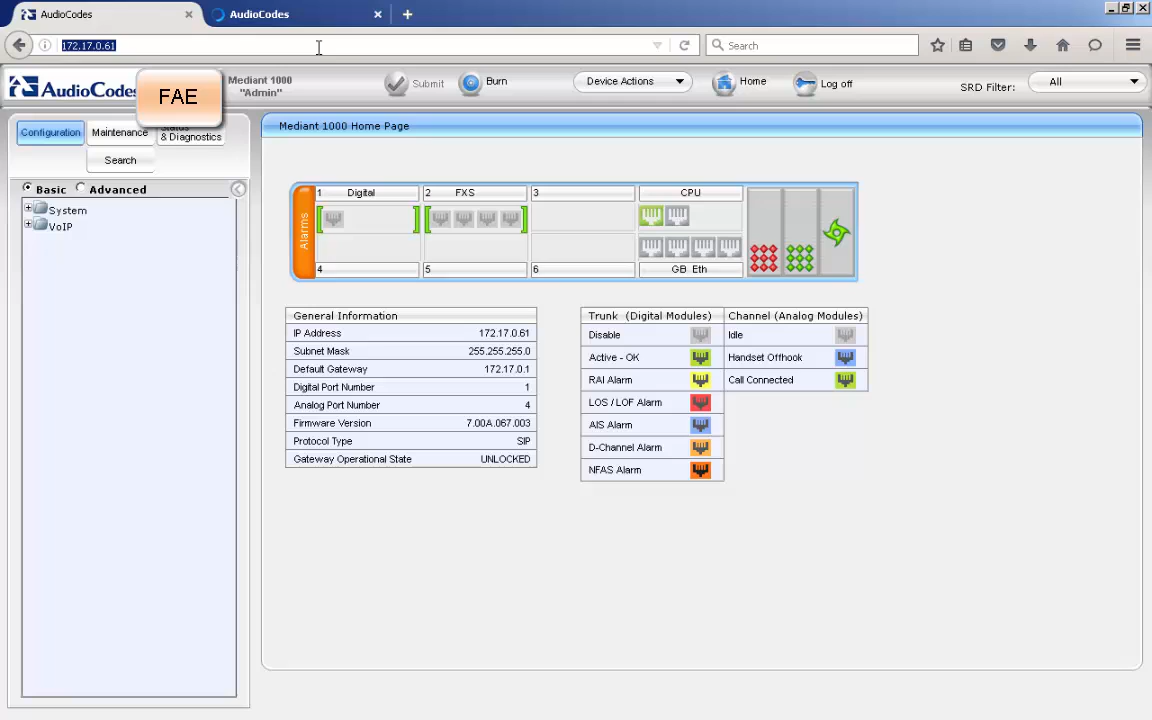 AudioCodes
AudioCodes
172.17.0.61
Search
AudioCodes
FAE
Mediant 1000
"Admin"
Submit
Burn
Device Actions
Home
Log off
SRD Filter:
All
Configuration
Maintenance
Status
& Diagnostics
Search
Basic
Advanced
System
VoIP
Mediant 1000 Home Page
Alarms
1 Digital
2 FXS
3
CPU
4
5
6
GB Eth
General Information
IP Address 172.17.0.61
Subnet Mask 255.255.255.0
Default Gateway 172.17.0.1
Digital Port Number 1
Analog Port Number 4
Firmware Version 7.00A.067.003
Protocol Type SIP
Gateway Operational State UNLOCKED
Trunk (Digital Modules)
Channel (Analog Modules)
Disable
Idle
Active - OK
Handset Offhook
RAI Alarm
Call Connected
LOS / LOF Alarm
AIS Alarm
D-Channel Alarm
NFAS Alarm